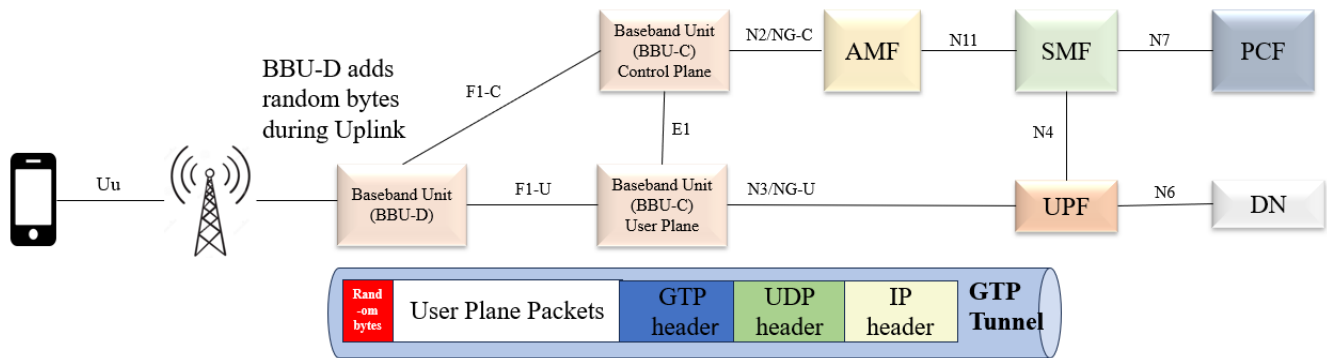 BBU-D adds
random bytes
during Uplink
Uu
Baseband Unit
(BBU-D)
F1-C
F1-U
Baseband Unit
(BBU-C)
Control Plane
E1
Baseband Unit
(BBU-C)
User Plane
N2/NG-C
AMF
N11
SMF
N7
PCF
N4
N3/NG-U
UPF
N6
DN
Rand
-om
bytes
User Plane Packets
GTP
header
UDP
header
IP
header
GTP
Tunnel